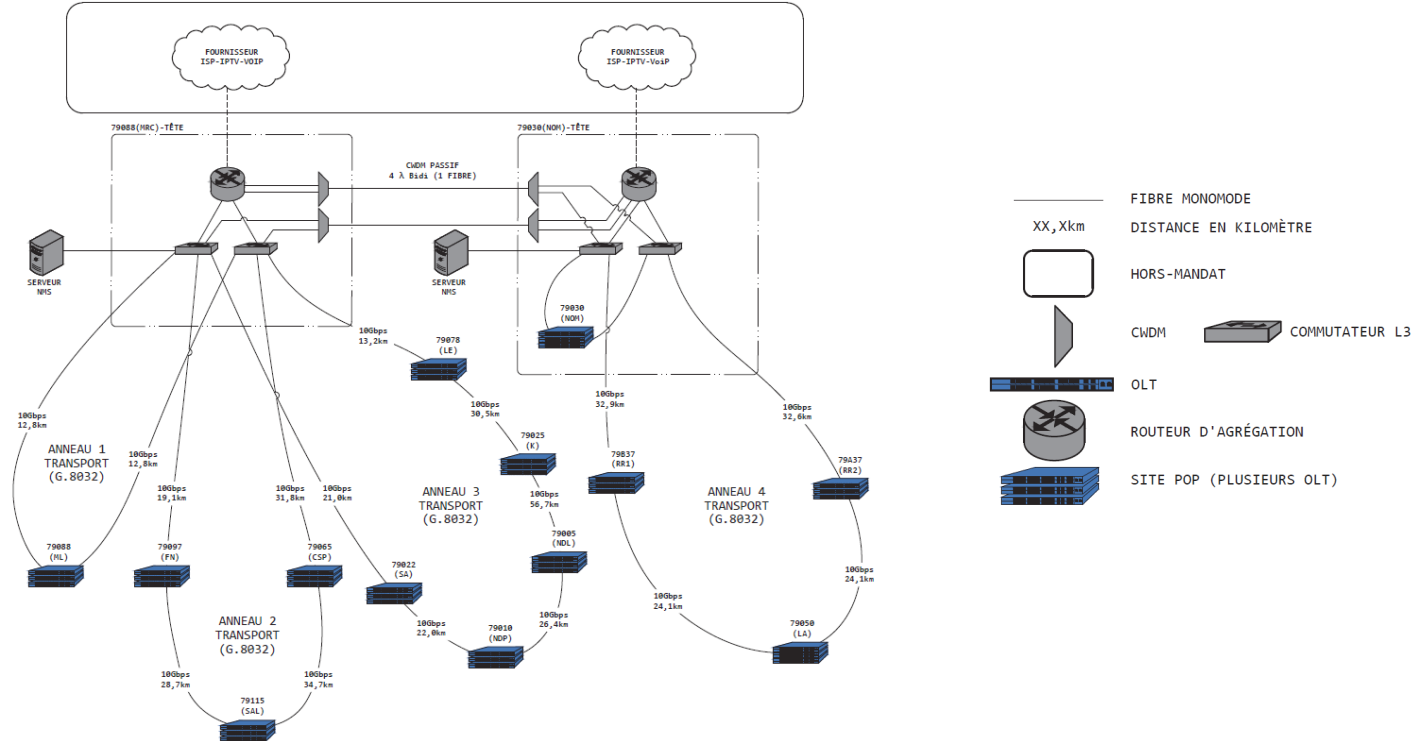 FOURNISSEUR
ISP-IPTV-VOIP
FOURNISSEUR
ISP-IPTV-VoiP
79088(MRC)-TÊTE
79030(NOM)-TÊTE
CWDM PASSIF
4 λ Bidi (1 FIBRE)
SERVEUR
NMS
SERVEUR
NMS
79030
(NOM)
10Gbps
13,2km
79078
(LE)
10Gbps
30,5km
79025
(K)
10Gbps
56,7km
79005
(NDL)
10Gbps
26,4km
79010
(NDP)
10Gbps
22,0km
79022
(SA)
10Gbps
21,0km
ANNEAU 3
TRANSPORT
(G.8032)
10Gbps
12,8km
ANNEAU 1
TRANSPORT
(G.8032)
10Gbps
12,8km
79088
(ML)
10Gbps
19,1km
79097
(FN)
10Gbps
31,8km
79065
(CSP)
ANNEAU 2
TRANSPORT
(G.8032)
10Gbps
28,7km
10Gbps
34,7km
79115
(SAL)
10Gbps
32,9km
79B37
(RR1)
10Gbps
32,6km
79A37
(RR2)
ANNEAU 4
TRANSPORT
(G.8032)
10Gbps
24,1km
10Gbps
24,1km
79050
(LA)
FIBRE MONOMODE
XX,Xkm DISTANCE EN KILOMÈTRE
HORS-MANDAT
CWDM COMMUTATEUR L3
OLT
ROUTEUR D'AGRÉGATION
SITE POP (PLUSIEURS OLT)